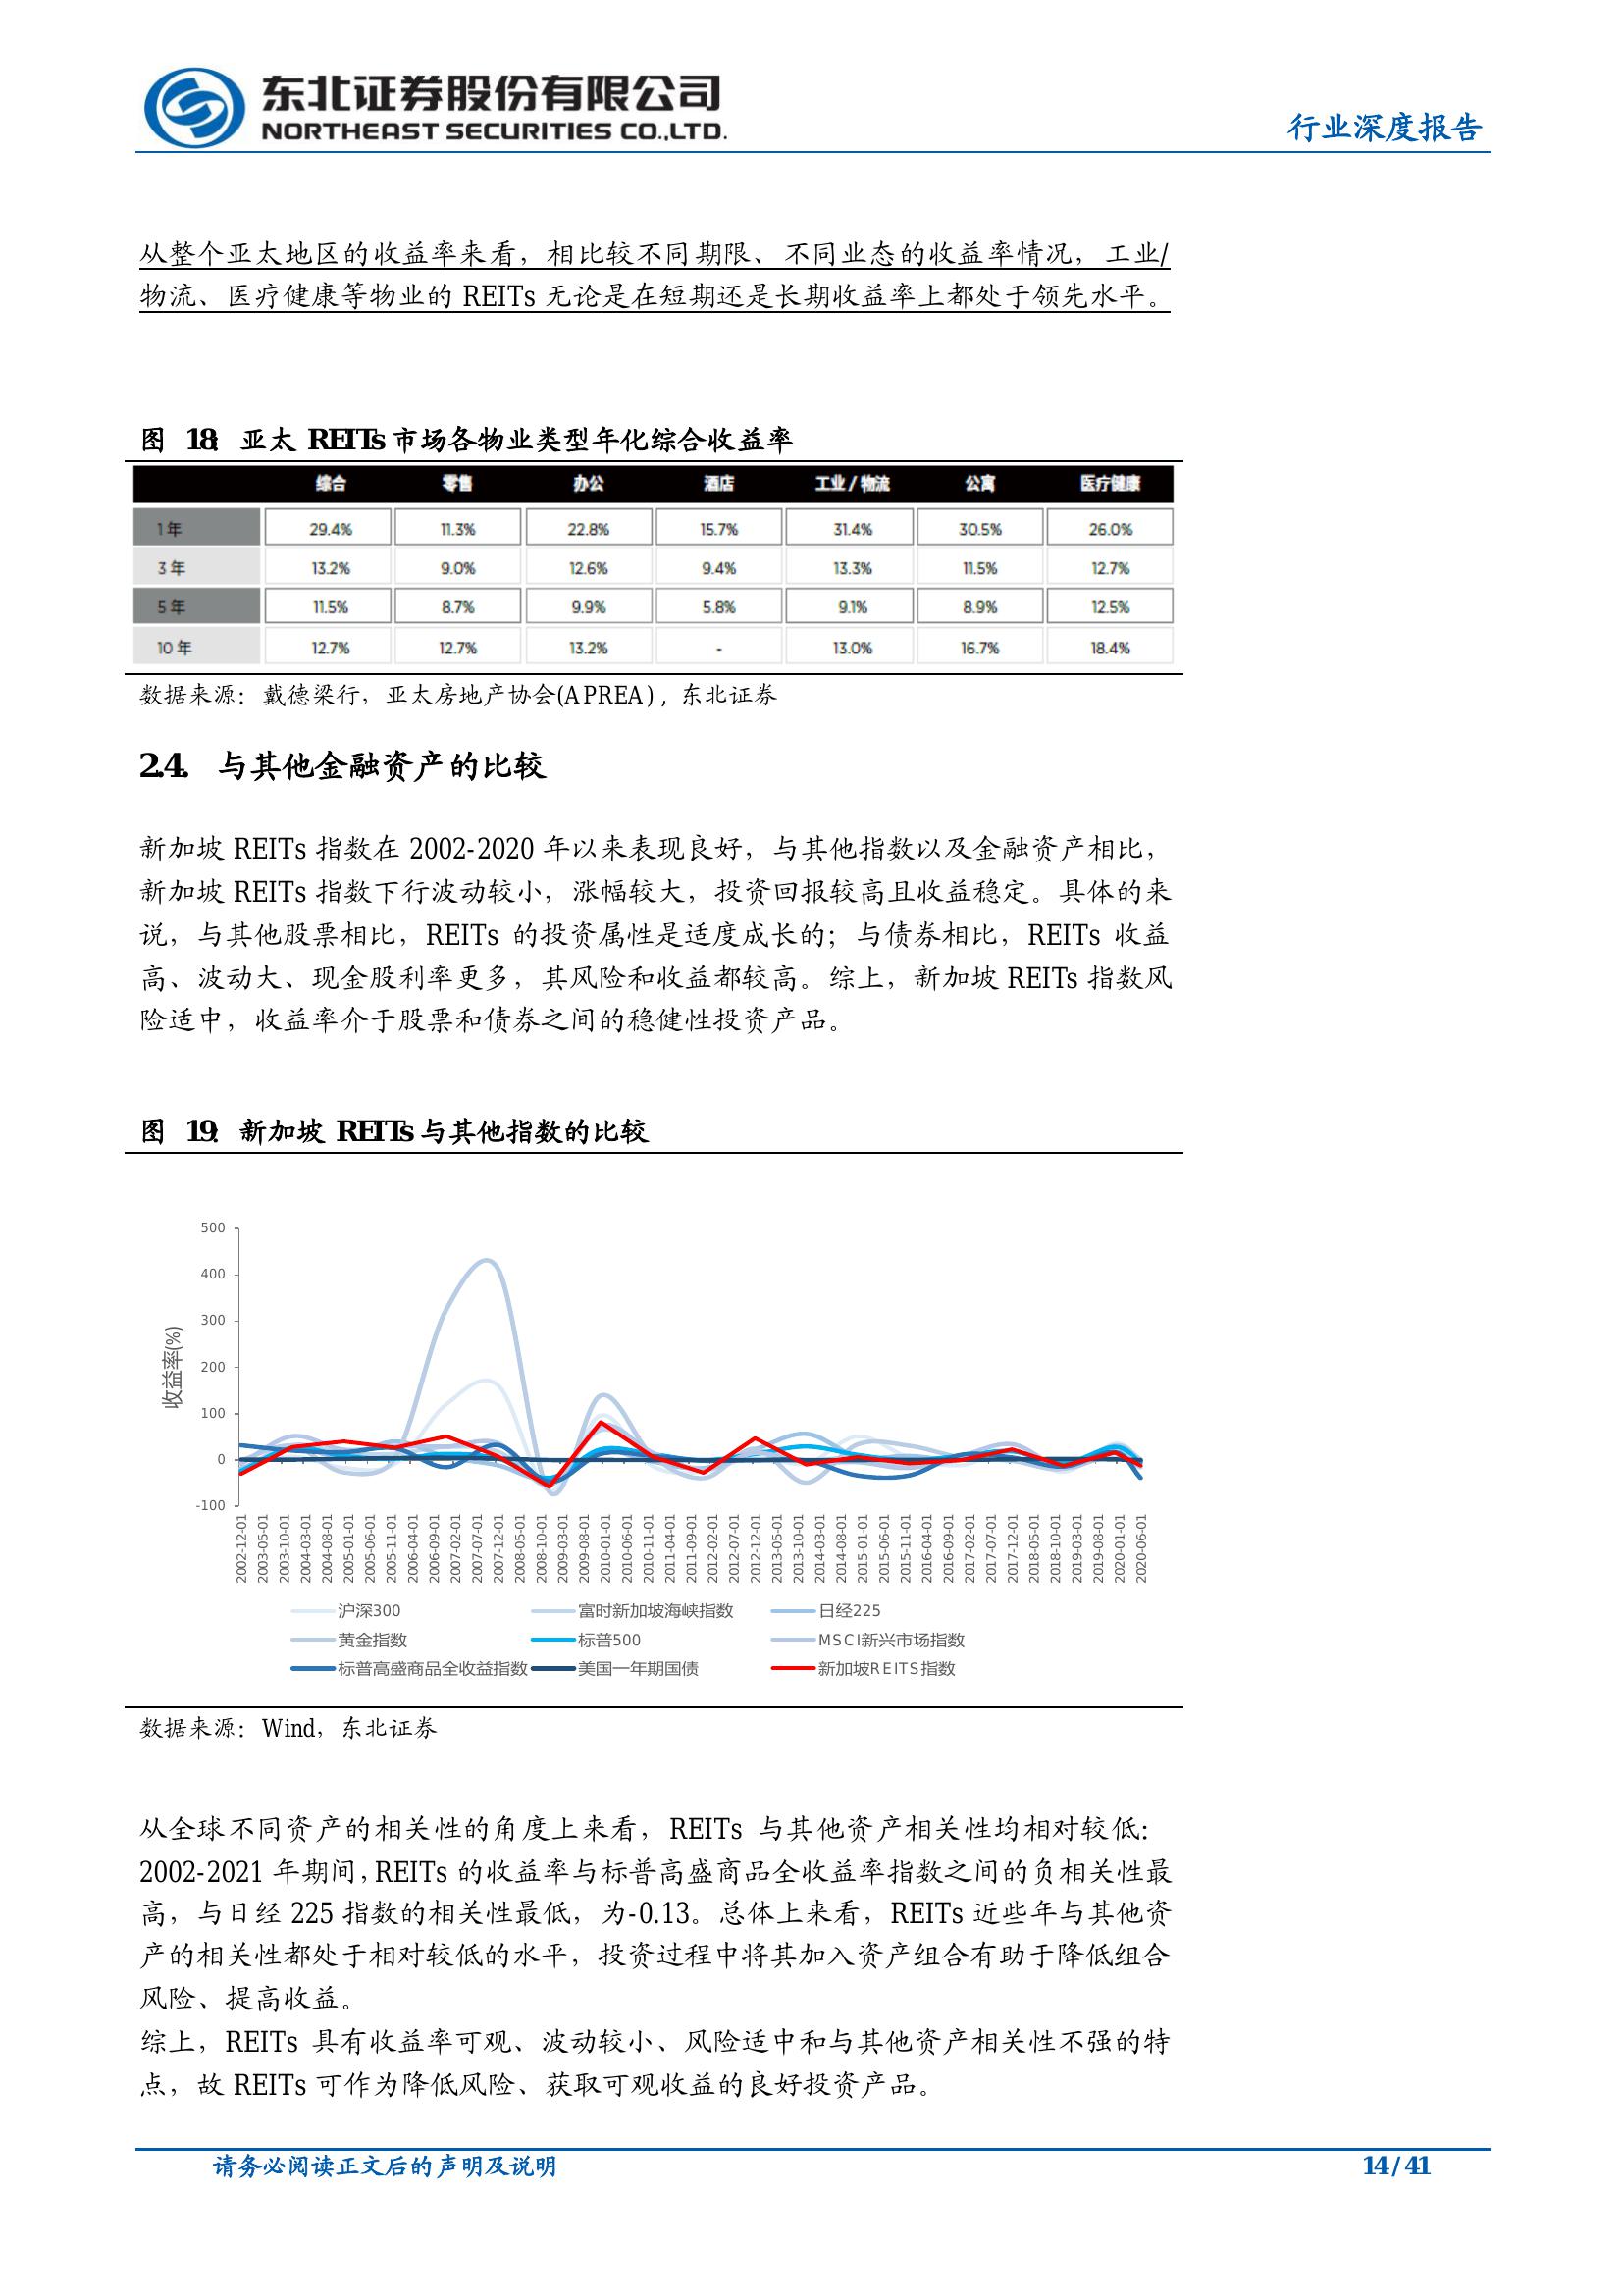 东北证券股份有限公司
NORTHEAST SECURITIES CO.,LTD.
行业深度报告
从整个亚太地区的收益率来看，相比较不同期限、不同业态的收益率情况，工业/
物流、医疗健康等物业的 REITs 无论是在短期还是长期收益率上都处于领先水平。
图 18：亚太 REITs 市场各物业类型年化综合收益率
综合 零售 办公 酒店 工业 / 物流 公寓 医疗健康
1 年 29.4% 11.3% 22.8% 15.7% 31.4% 30.5% 26.0%
3 年 13.2% 9.0% 12.6% 9.4% 13.3% 11.5% 12.7%
5 年 11.5% 8.7% 9.9% 5.8% 9.1% 8.9% 12.5%
10 年 12.7% 12.7% 13.2% - 13.0% 16.7% 18.4%
数据来源：戴德梁行，亚太房地产协会(APREA)，东北证券
2.4. 与其他金融资产的比较
新加坡 REITs 指数在 2002-2020 年以来表现良好，与其他指数以及金融资产相比，
新加坡 REITs 指数下行波动较小，涨幅较大，投资回报较高且收益稳定。具体的来
说，与其他股票相比，REITs 的投资属性是适度成长的；与债券相比，REITs 收益
高、波动大、现金股利率更多，其风险和收益都较高。综上，新加坡 REITs 指数风
险适中，收益率介于股票和债券之间的稳健性投资产品。
图 19：新加坡 REITs 与其他指数的比较
收益率(%)
500
400
300
200
100
0
-100
2002-12-01 2003-05-01 2003-10-01 2004-03-01 2004-08-01 2005-01-01 2005-06-01 2005-11-01 2006-04-01 2006-09-01 2007-02-01 2007-07-01 2007-12-01 2008-05-01 2008-10-01 2009-03-01 2009-08-01 2010-01-01 2010-06-01 2010-11-01 2011-04-01 2011-09-01 2012-02-01 2012-07-01 2012-12-01 2013-05-01 2013-10-01 2014-03-01 2014-08-01 2015-01-01 2015-06-01 2015-11-01 2016-04-01 2016-09-01 2017-02-01 2017-07-01 2017-12-01 2018-05-01 2018-10-01 2019-03-01 2019-08-01 2020-01-01 2020-06-01
沪深300 富时新加坡海峡指数 日经225
黄金指数 标普500 MSCI新兴市场指数
标普高盛商品全收益指数 美国一年期国债 新加坡REITS指数
数据来源：Wind，东北证券
从全球不同资产的相关性的角度上来看，REITs 与其他资产相关性均相对较低：
2002-2021 年期间，REITs 的收益率与标普高盛商品全收益率指数之间的负相关性最
高，与日经 225 指数的相关性最低，为-0.13。总体上来看，REITs 近些年与其他资
产的相关性都处于相对较低的水平，投资过程中将其加入资产组合有助于降低组合
风险、提高收益。
综上，REITs 具有收益率可观、波动较小、风险适中和与其他资产相关性不强的特
点，故 REITs 可作为降低风险、获取可观收益的良好投资产品。
请务必阅读正文后的声明及说明
14 / 41